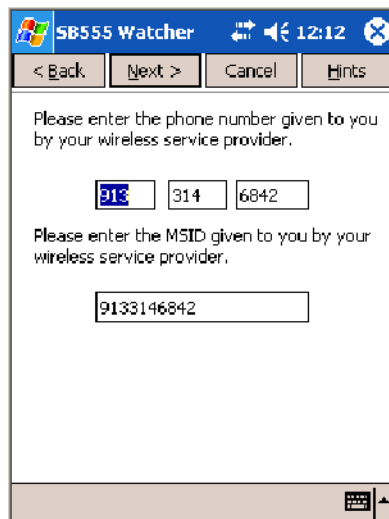 SB555 Watcher 12:12
< Back Next > Cancel Hints
Please enter the phone number given to you
by your wireless service provider.
913 314 6842
Please enter the MSID given to you by your
wireless service provider.
9133146842